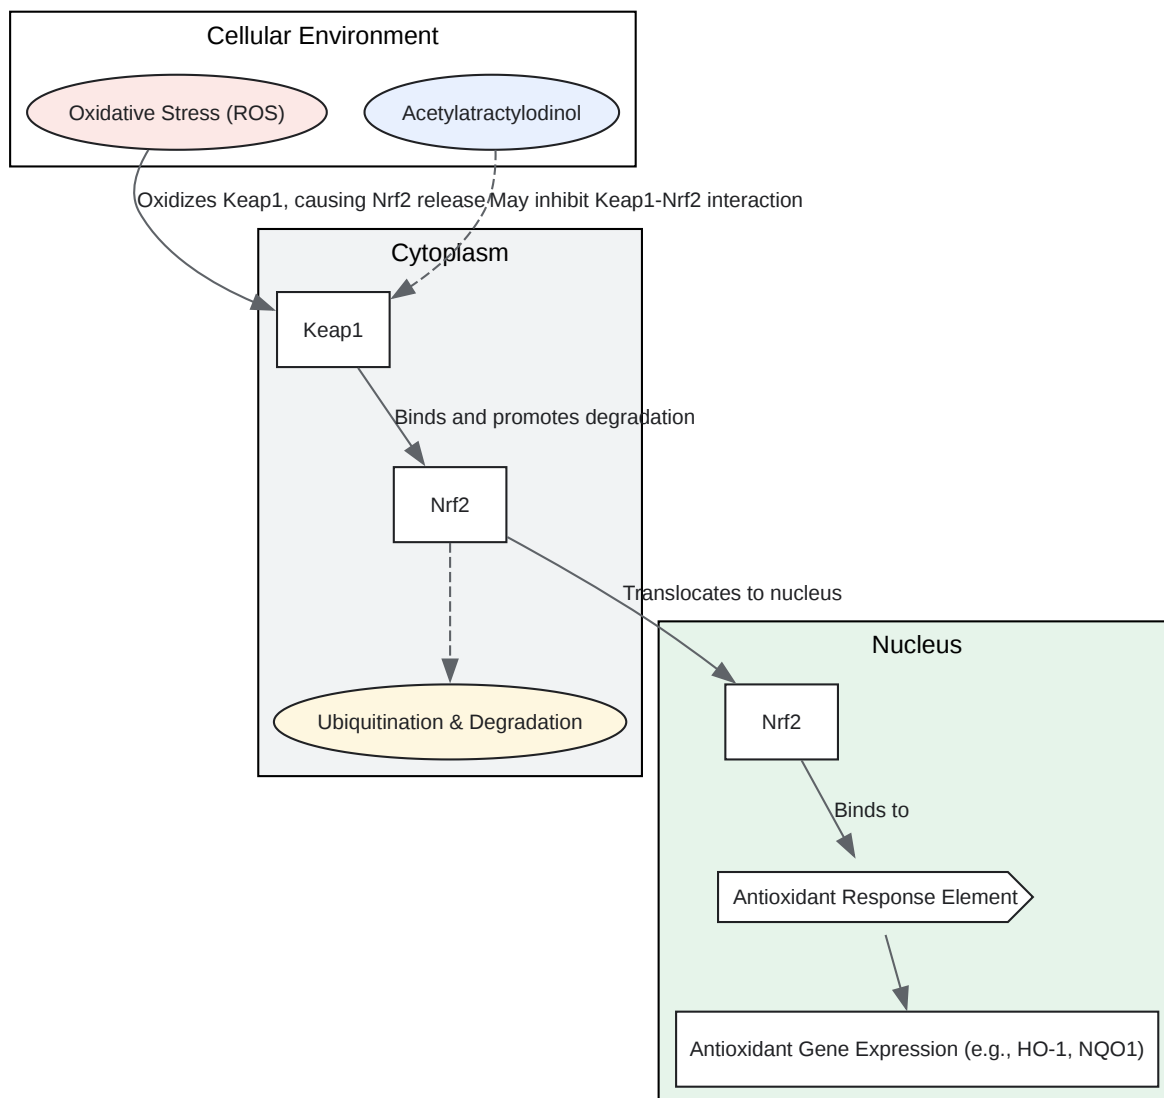 Cellular Environment
Oxidative Stress (ROS)
Acetylatractylodinol
Oxidizes Keap1, causing Nrf2 release
May inhibit Keap1-Nrf2 interaction
Cytoplasm
Keap1
Binds and promotes degradation
Nrf2
Translocates to nucleus
Nucleus
Ubiquitination & Degradation
Nrf2
Binds to
Antioxidant Response Element
Antioxidant Gene Expression (e.g., HO-1, NQO1)